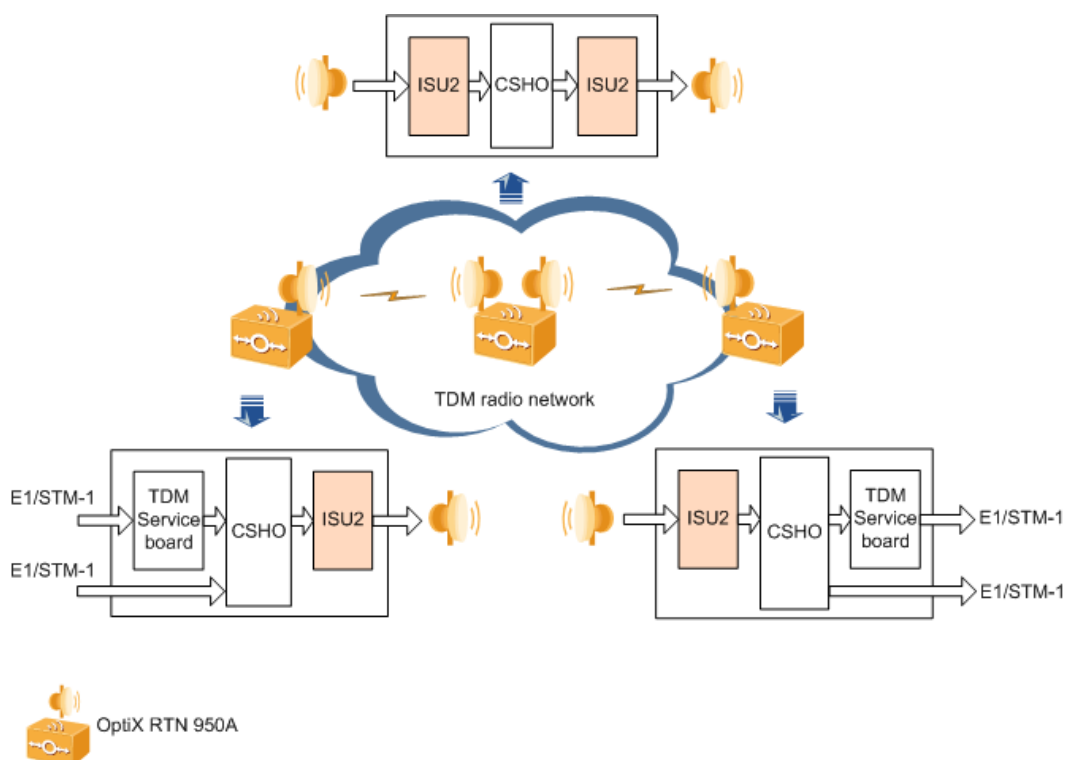 ISU2
CSHO
ISU2
TDM radio network
E1/STM-1
TDM
Service
board
CSHO
ISU2
E1/STM-1
ISU2
CSHO
TDM
Service
board
E1/STM-1
E1/STM-1
OptiX RTN 950A